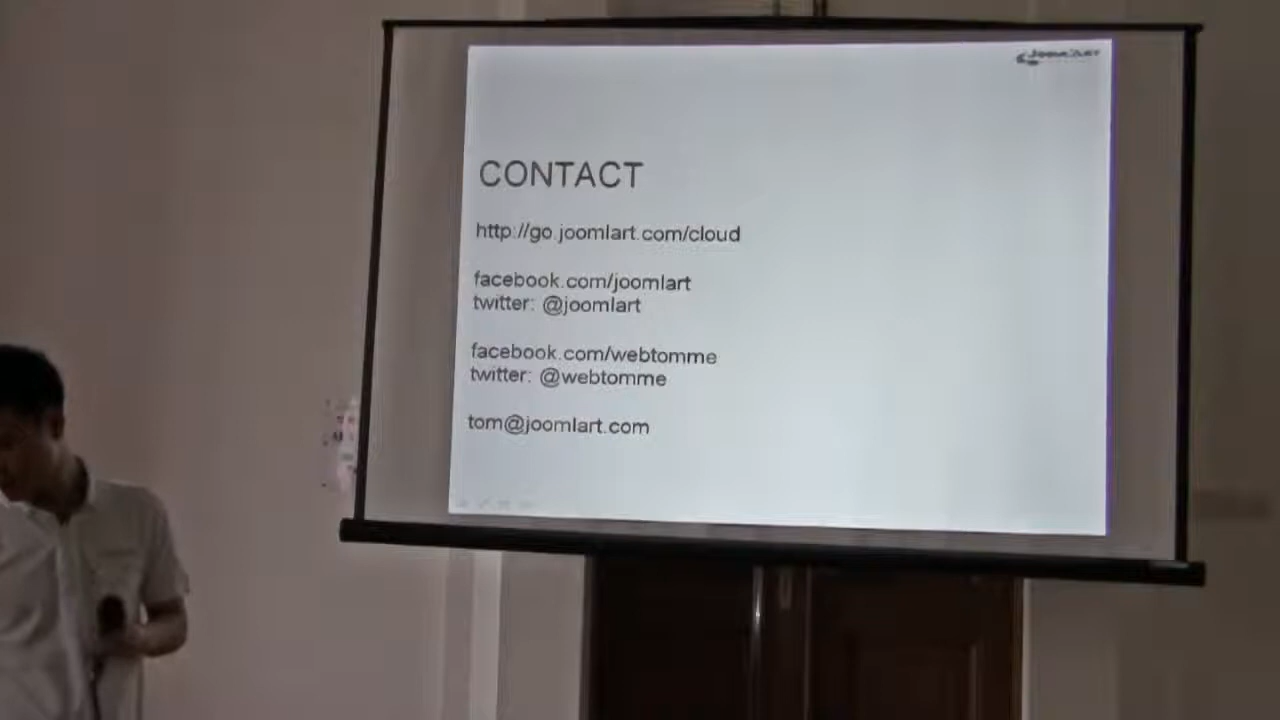 JoomlArt
CONTACT
http://go.joomlart.com/cloud
facebook.com/joomlart
twitter: @joomlart
facebook.com/webtomme
twitter: @webtomme
tom@joomlart.com